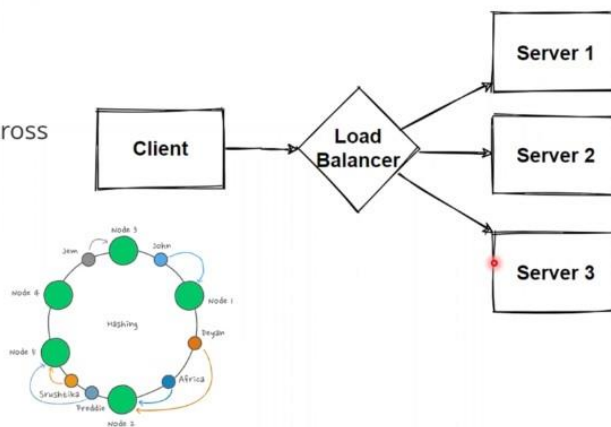 Server 1
ross
Client
Load
Balancer
Server 2
Server 3
Node 3
Jem
John
Node 4
Node 1
Hashing
Deyan
Node 5
Africa
Srushtika
Freddie
Node 2